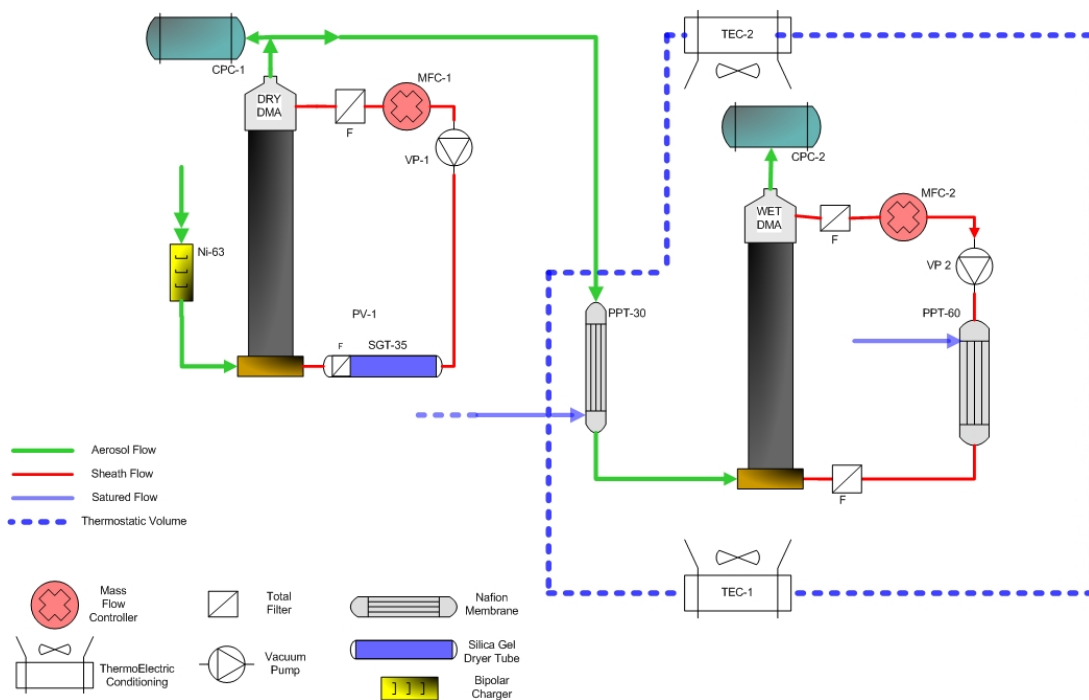 TEC-2
CPC-1
MFC-1
DRY
DMA
F
VP-1
CPC-2
MFC-2
WET
DMA
F
Ni-63
VP 2
PV-1
PPT-30
PPT-60
F
SGT-35
Aerosol Flow
Sheath Flow
Satured Flow
Thermostatic Volume
F
TEC-1
Mass
Flow
Controller
Total
Filter
Nafion
Membrane
ThermoElectric
Conditioning
Vacuum
Pump
Silica Gel
Dryer Tube
Bipolar
Charger